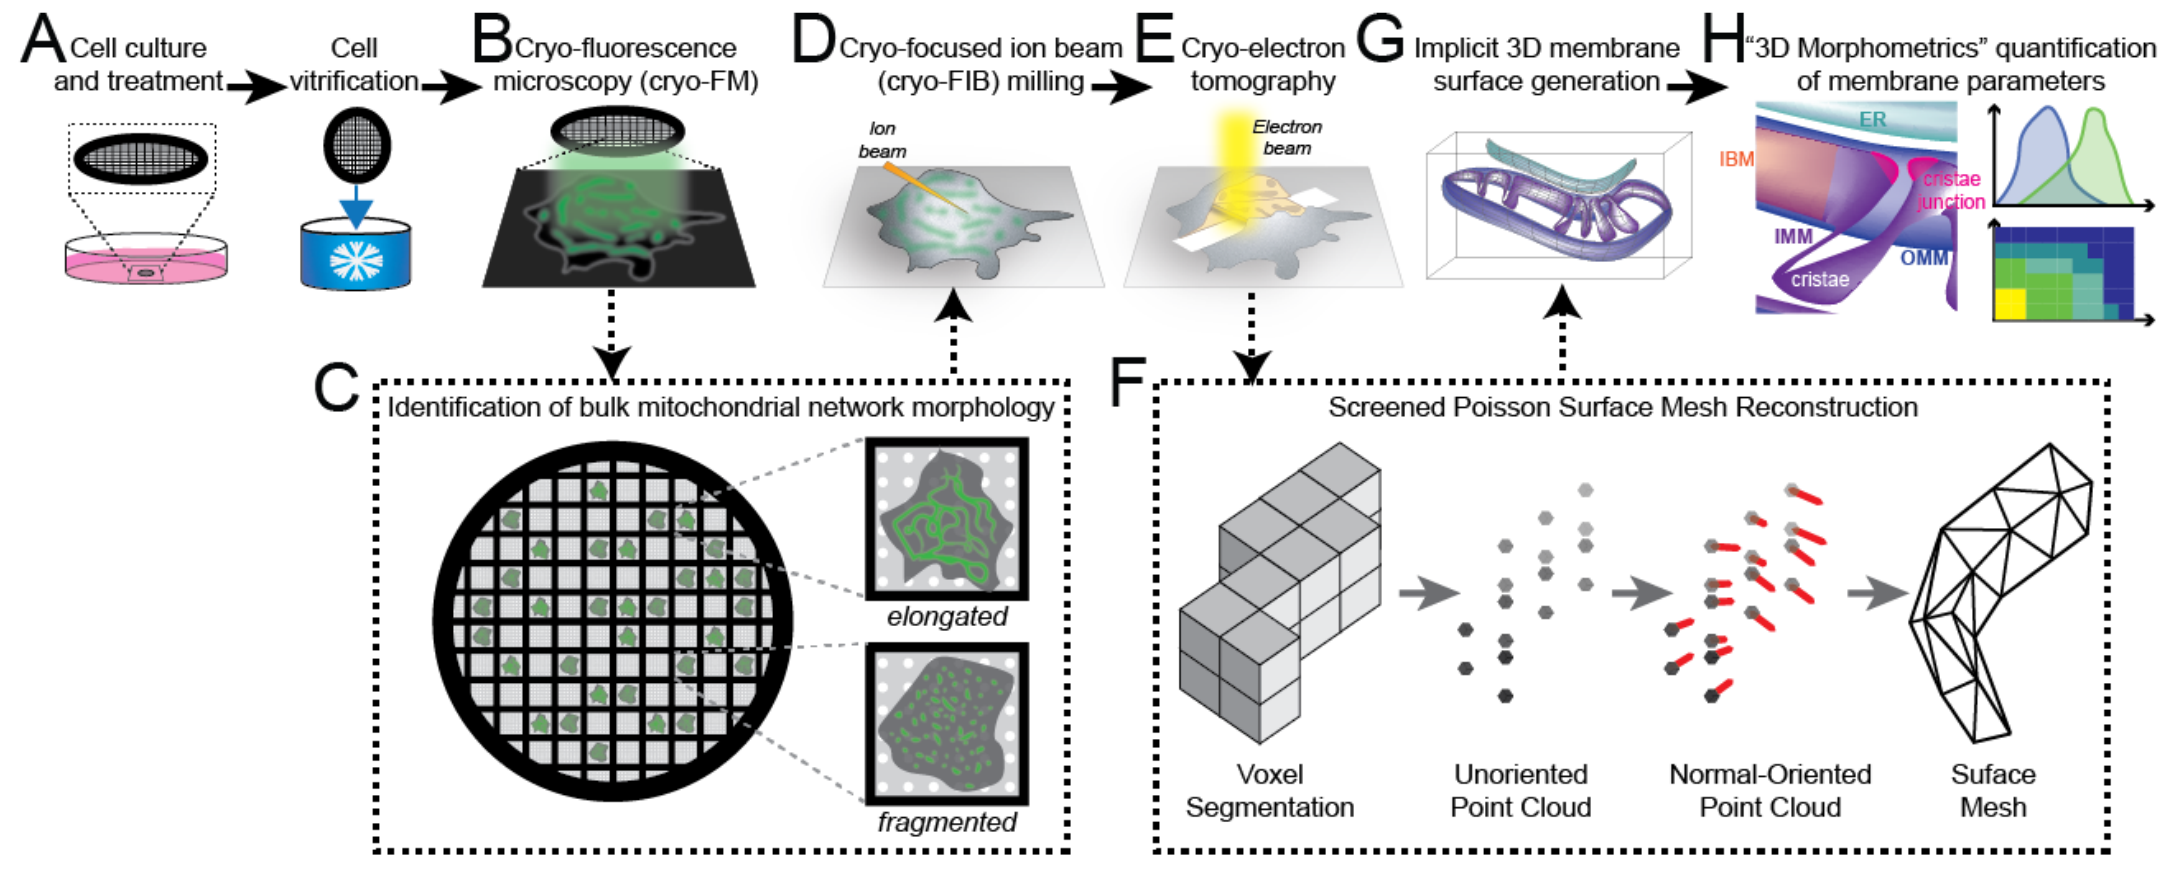 A
Cell culture
and treatment
Cell
vitrification
B
Cryo-fluorescence
microscopy (cryo-FM)
D
Cryo-focused ion beam
(cryo-FIB) milling
Ion
beam
E
Cryo-electron
tomography
Electron
beam
G
Implicit 3D membrane
surface generation
H
“3D Morphometrics” quantification
of membrane parameters
ER
IBM
cristae
junction
IMM
OMM
cristae
C
Identification of bulk mitochondrial network morphology
elongated
fragmented
F
Screened Poisson Surface Mesh Reconstruction
Voxel
Segmentation
Unoriented
Point Cloud
Normal-Oriented
Point Cloud
Suface
Mesh